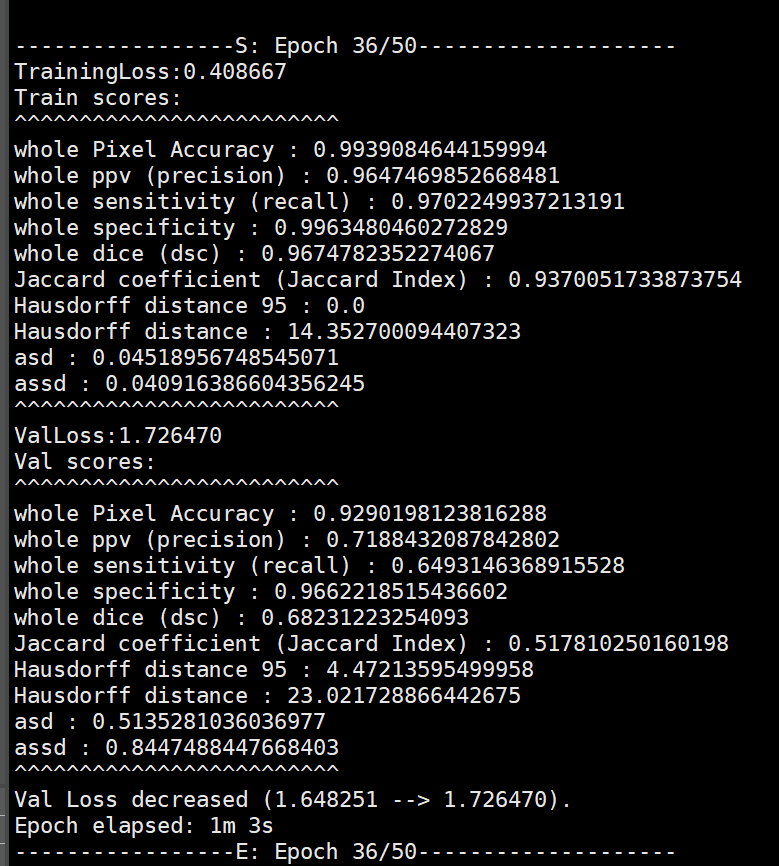 -----------------S: Epoch 36/50--------------------
TrainingLoss:0.408667
Train scores:
^^^^^^^^^^^^^^^^^^^^^^^^^
whole Pixel Accuracy : 0.9939084644159994
whole ppv (precision) : 0.9647469852668481
whole sensitivity (recall) : 0.9702249937213191
whole specificity : 0.9963480460272829
whole dice (dsc) : 0.9674782352274067
Jaccard coefficient (Jaccard Index) : 0.9370051733873754
Hausdorff distance 95 : 0.0
Hausdorff distance : 14.352700094407323
asd : 0.04518956748545071
assd : 0.040916386604356245
^^^^^^^^^^^^^^^^^^^^^^^^^
ValLoss:1.726470
Val scores:
^^^^^^^^^^^^^^^^^^^^^^^^^
whole Pixel Accuracy : 0.9290198123816288
whole ppv (precision) : 0.7188432087842802
whole sensitivity (recall) : 0.6493146368915528
whole specificity : 0.9662218515436602
whole dice (dsc) : 0.68231223254093
Jaccard coefficient (Jaccard Index) : 0.517810250160198
Hausdorff distance 95 : 4.47213595499958
Hausdorff distance : 23.021728866442675
asd : 0.5135281036036977
assd : 0.8447488447668403
^^^^^^^^^^^^^^^^^^^^^^^^^
Val Loss decreased (1.648251 --> 1.726470).
Epoch elapsed: 1m 3s
-----------------E: Epoch 36/50--------------------